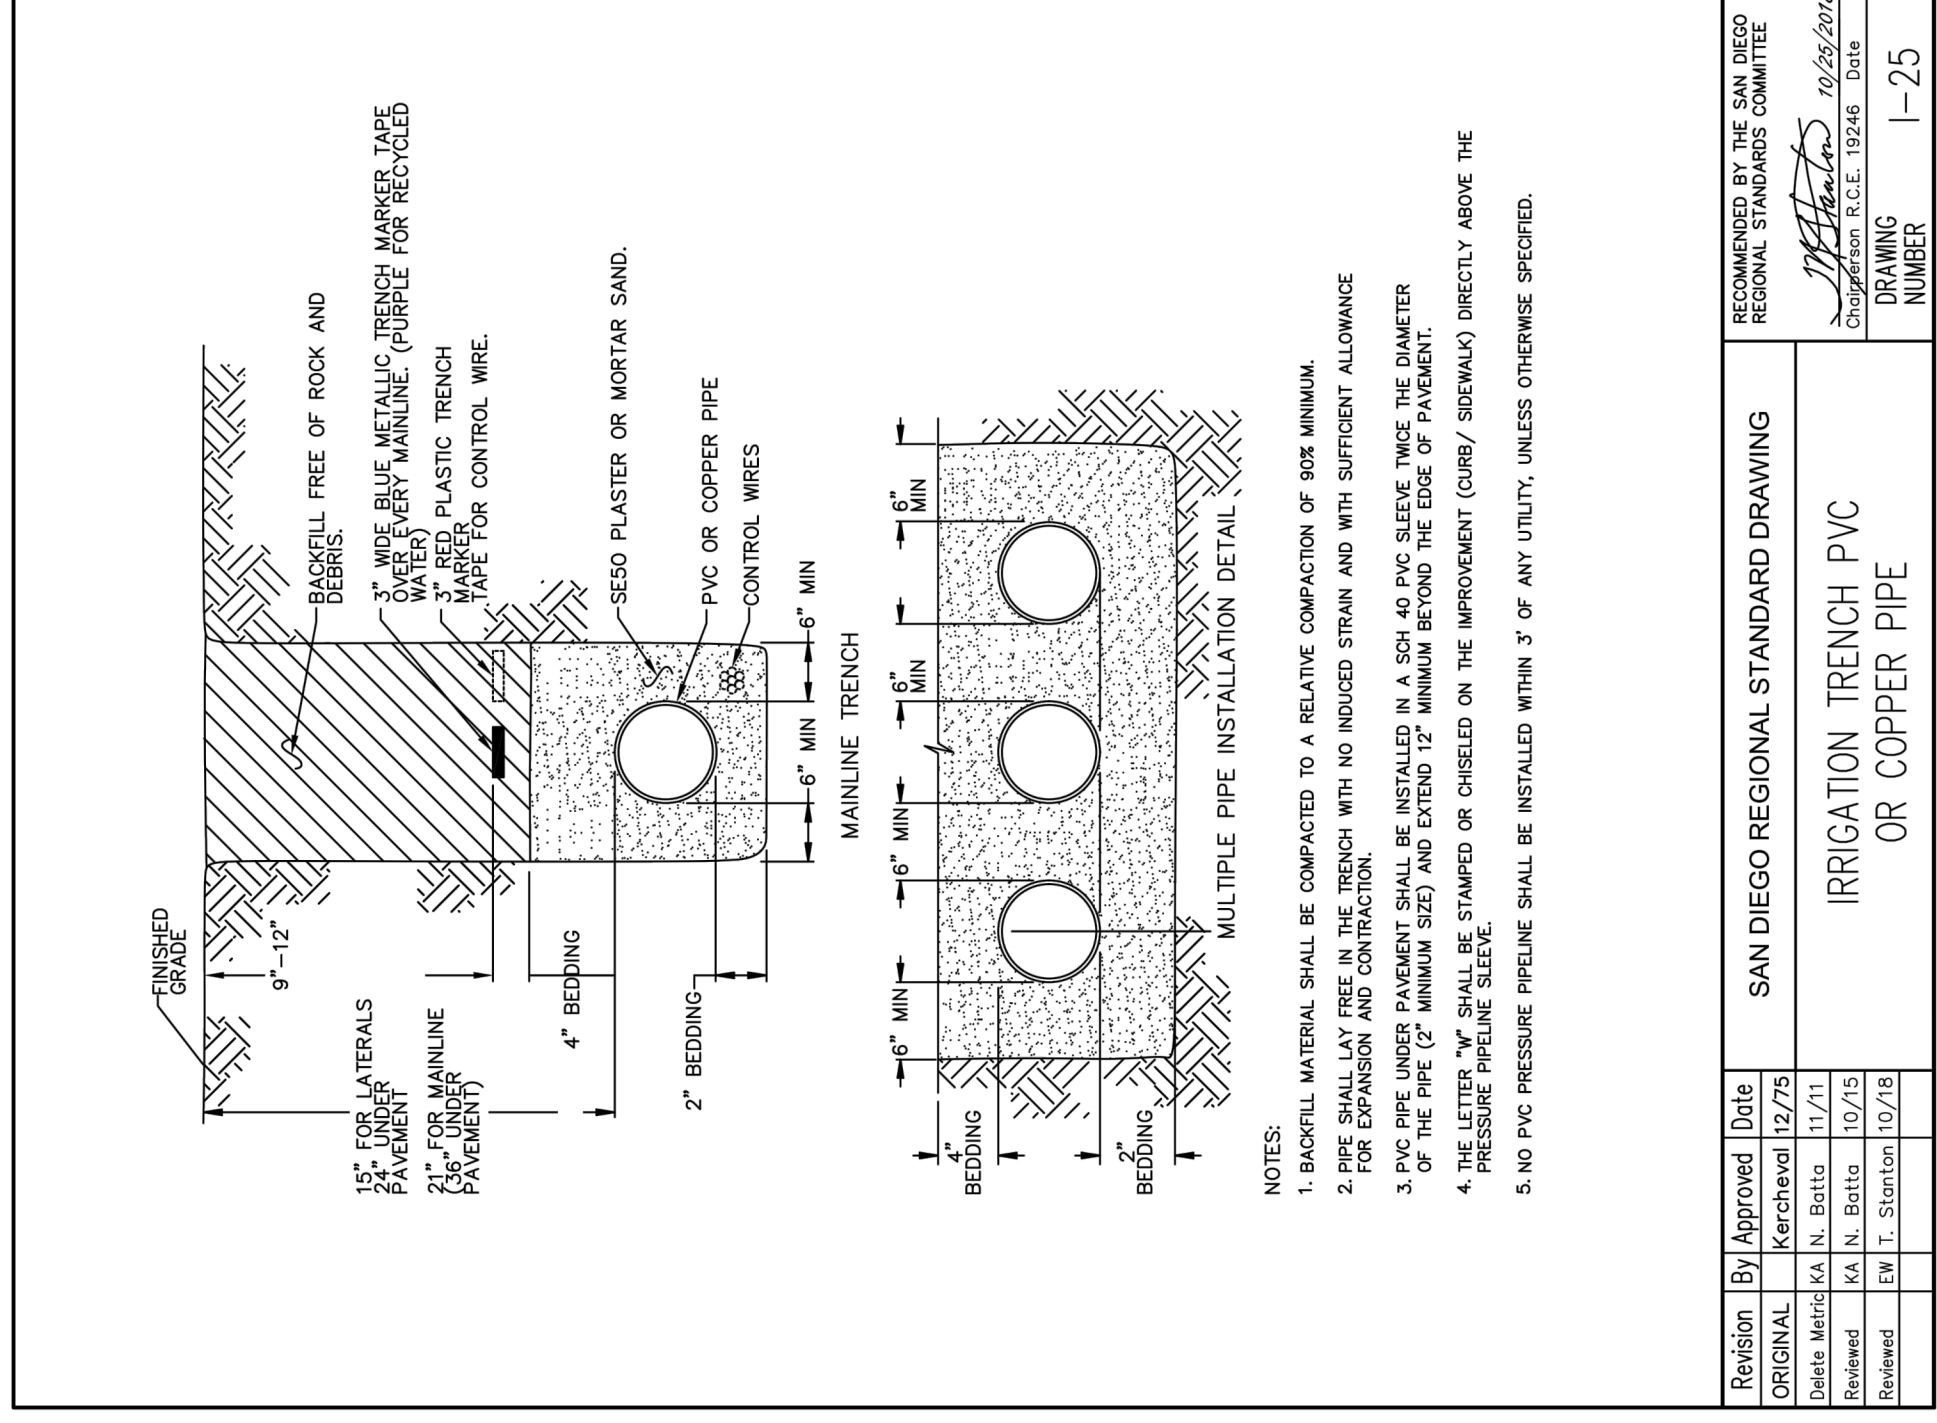 FINISHED
GRADE
9"-12"
15" FOR LATERALS
24" UNDER
PAVEMENT
21" FOR MAINLINE
(36" UNDER
PAVEMENT)
4" BEDDING
2" BEDDING
BACKFILL FREE OF ROCK AND
DEBRIS.
3" WIDE BLUE METALLIC TRENCH MARKER TAPE
OVER EVERY MAINLINE. (PURPLE FOR RECYCLED
WATER)
3" RED PLASTIC TRENCH
MARKER
TAPE FOR CONTROL WIRE.
SE50 PLASTER OR MORTAR SAND.
PVC OR COPPER PIPE
CONTROL WIRES
6" MIN
6" MIN
MAINLINE TRENCH
6" MIN
6" MIN
6"
MIN
6"
MIN
4"
BEDDING
2"
BEDDING
MULTIPLE PIPE INSTALLATION DETAIL
NOTES:
1. BACKFILL MATERIAL SHALL BE COMPACTED TO A RELATIVE COMPACTION OF 90% MINIMUM.
2. PIPE SHALL LAY FREE IN THE TRENCH WITH NO INDUCED STRAIN AND WITH SUFFICIENT ALLOWANCE
FOR EXPANSION AND CONTRACTION.
3. PVC PIPE UNDER PAVEMENT SHALL BE INSTALLED IN A SCH 40 PVC SLEEVE TWICE THE DIAMETER
OF THE PIPE (2" MINIMUM SIZE) AND EXTEND 12" MINIMUM BEYOND THE EDGE OF PAVEMENT.
4. THE LETTER "W" SHALL BE STAMPED OR CHISELED ON THE IMPROVEMENT (CURB/ SIDEWALK) DIRECTLY ABOVE THE
PRESSURE PIPELINE SLEEVE.
5. NO PVC PRESSURE PIPELINE SHALL BE INSTALLED WITHIN 3' OF ANY UTILITY, UNLESS OTHERWISE SPECIFIED.
Revision By Approved Date
ORIGINAL Kercheval 12/75
Delete Metric KA N. Batta 11/11
Reviewed KA N. Batta 10/15
Reviewed EW T. Stanton 10/18
SAN DIEGO REGIONAL STANDARD DRAWING
IRRIGATION TRENCH PVC
OR COPPER PIPE
RECOMMENDED BY THE SAN DIEGO
REGIONAL STANDARDS COMMITTEE
10/25/2018
Chairperson R.C.E. 19246 Date
DRAWING
NUMBER
I-25